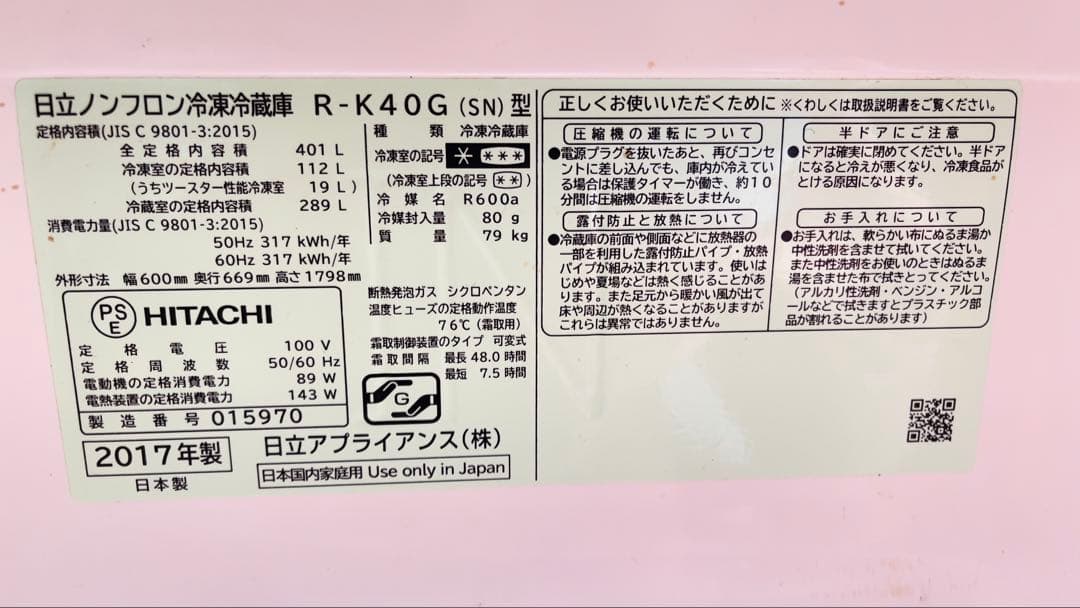 日立ノンフロン冷凍冷蔵庫 R-K40G (SN) 型
定格内容積(JIS C 9801-3:2015)
全定格内容積 401 L
冷凍室の定格内容積 112 L
(うちツースター性能冷凍室 19 L)
冷蔵室の定格内容積 289 L
消費電力量(JIS C 9801-3:2015)
50Hz 317 kWh/年
60Hz 317 kWh/年
外形寸法 幅600mm 奥行669mm 高さ1798mm
種類 冷凍冷蔵庫
冷凍室の記号 * ***
(冷凍室上段の記号 **)
冷媒名 R600a
冷媒封入量 80 g
質量 79 kg
PS
E
HITACHI
定格電圧 100 V
定格周波数 50/60 Hz
電動機の定格消費電力 89 W
電熱装置の定格消費電力 143 W
製造番号 015970
2017年製
日本製
断熱発泡ガス シクロペンタン
温度ヒューズの定格動作温度
76℃(霜取用)
霜取制御装置のタイプ 可変式
霜取間隔 最長 48.0 時間
最短 7.5 時間
G
日立アプライアンス(株)
日本国内家庭用 Use only in Japan
正しくお使いいただくために ※くわしくは取扱説明書をご覧ください。
圧縮機の運転について
●電源プラグを抜いたあと、再びコンセ
ントに差し込んでも、庫内が冷えてい
る場合は保護タイマーが働き、約10
分間は圧縮機の運転をしません。
露付防止と放熱について
●冷蔵庫の前面や側面などに放熱器の
一部を利用した露付防止パイプ・放熱
パイプが組み込まれています。使いは
じめや夏場などは熱く感じることがあ
ります。また足元から暖かい風が出て
床や周辺が熱くなることがありますが
これらは異常ではありません。
半ドアにご注意
●ドアは確実に閉めてください。半ドア
になると冷えが悪くなり、冷凍食品が
とける原因になります。
お手入れについて
●お手入れは、軟らかい布にぬるま湯か
中性洗剤を含ませて拭いてください。
また中性洗剤をお使いのときはぬるま
湯を含ませた布で拭きとってください。
(アルカリ性洗剤・ベンジン・アルコ
ールなどで拭きますとプラスチック部
品が割れることがあります)